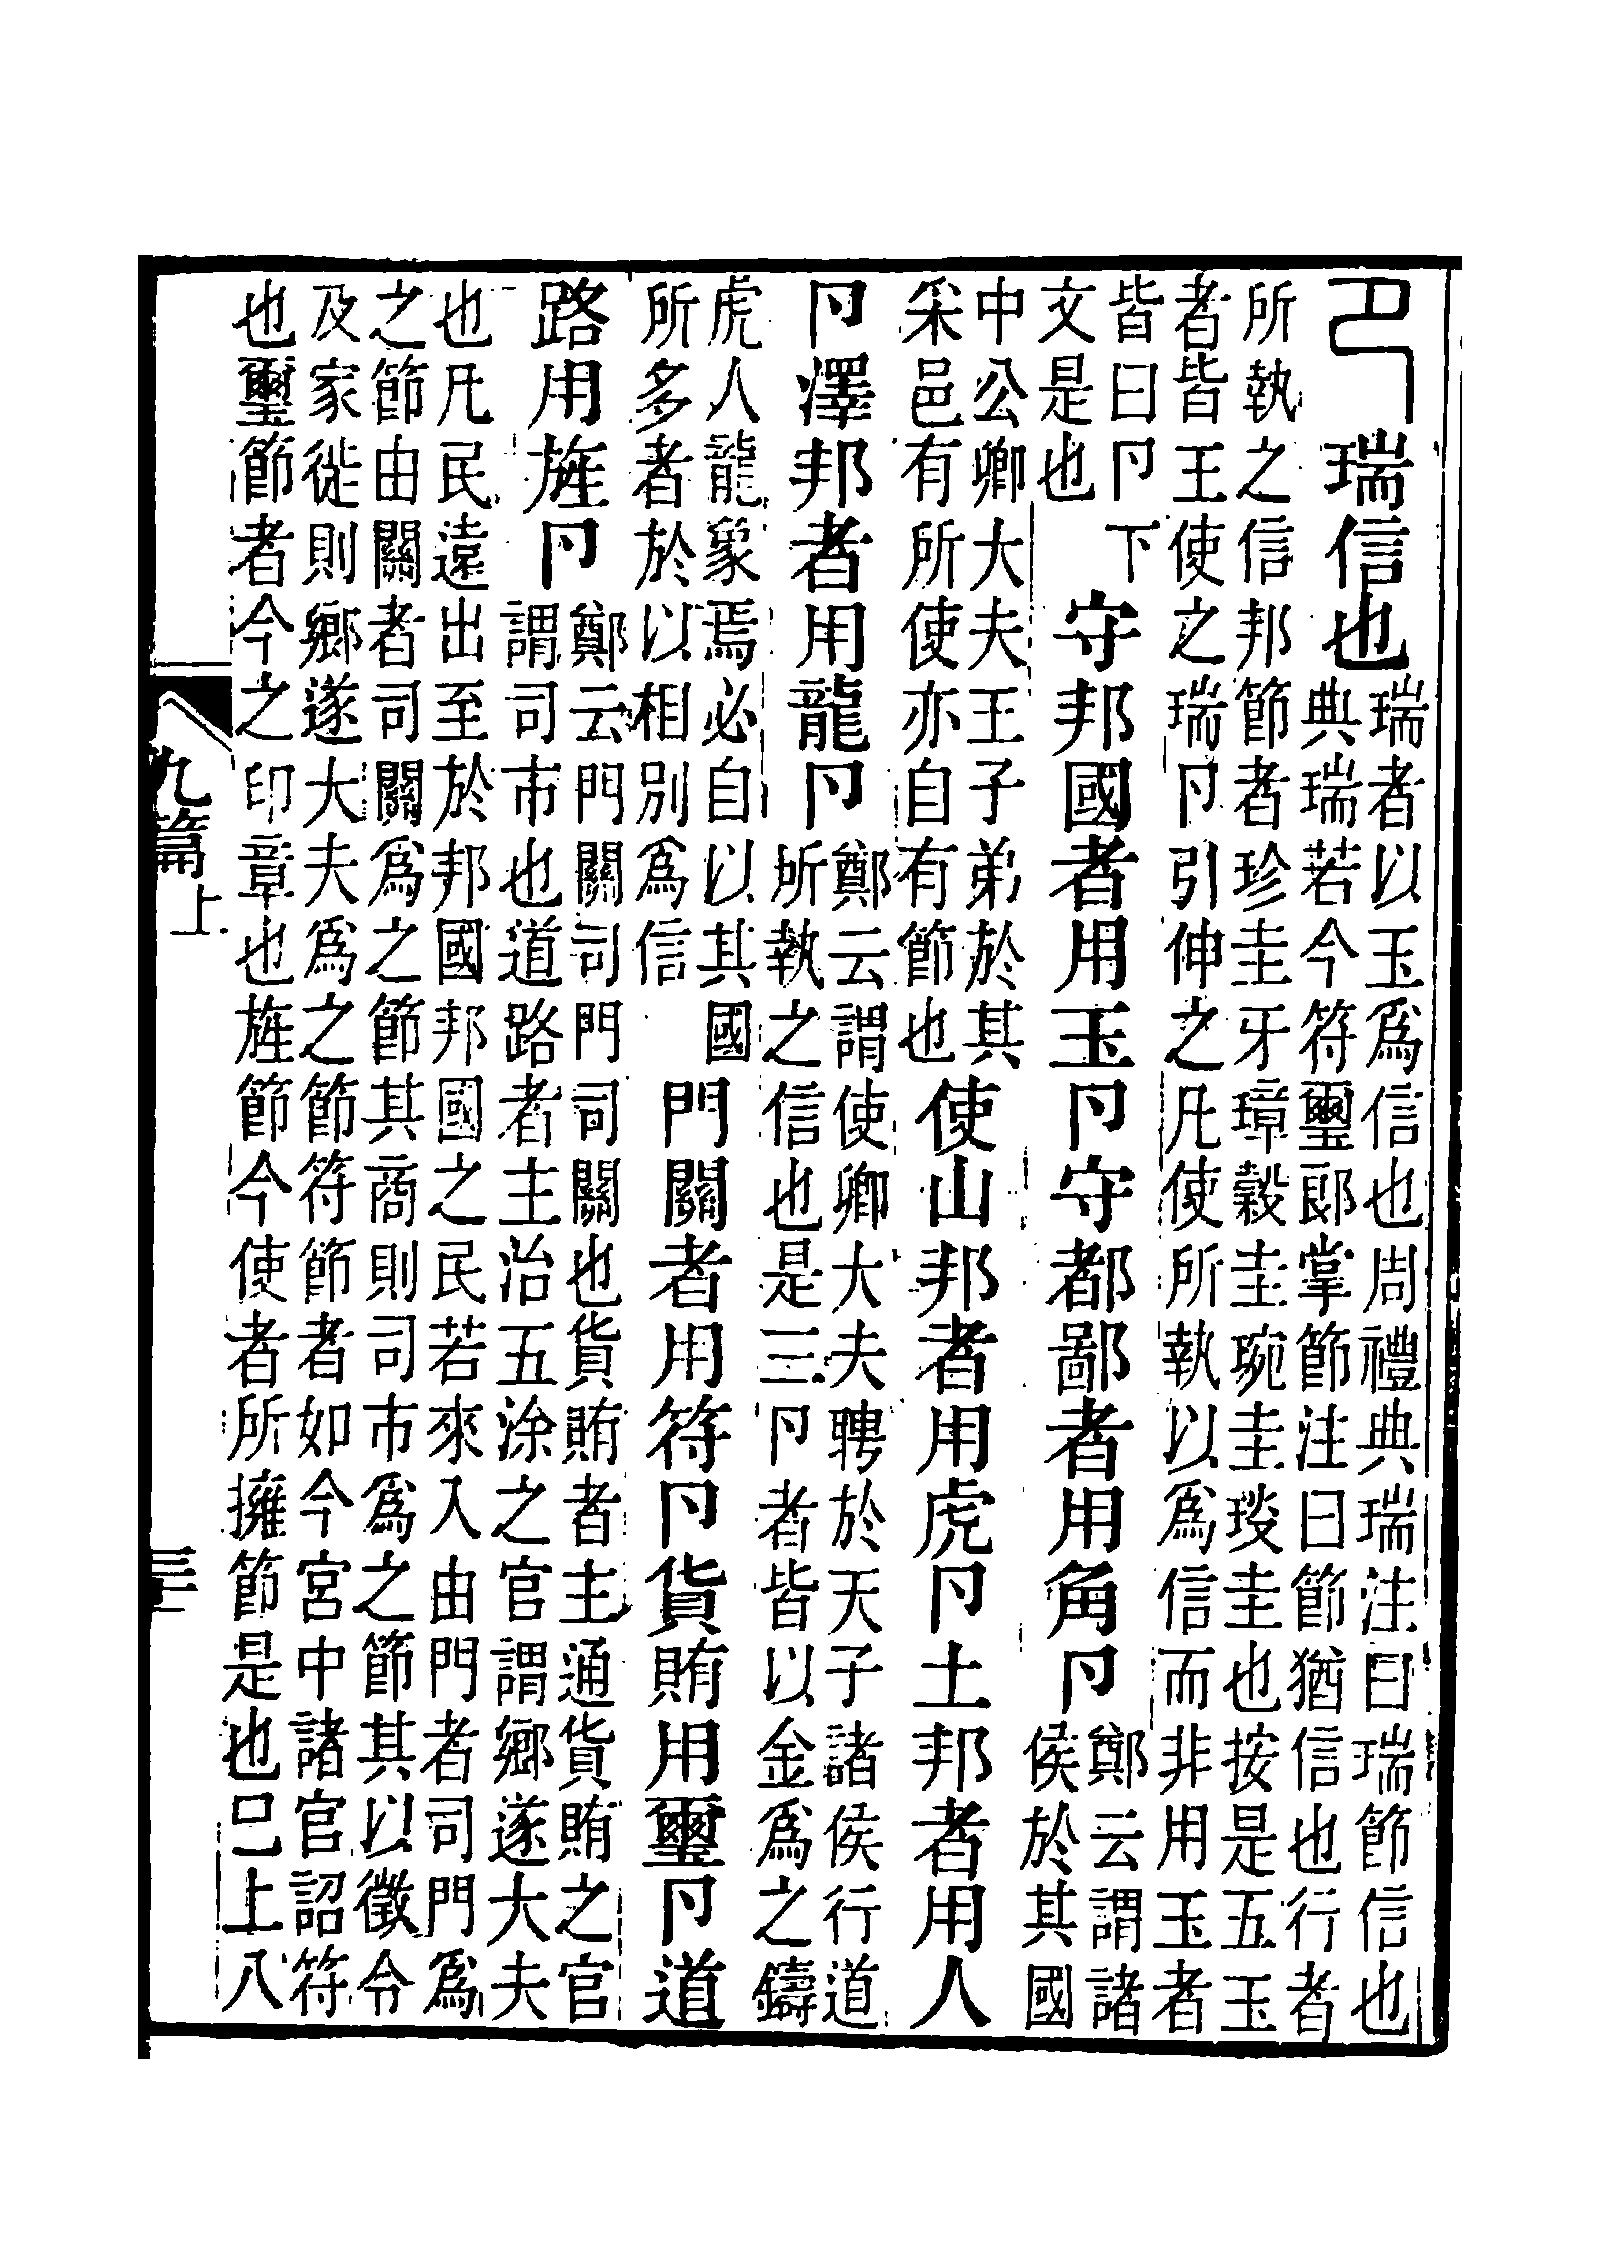 卪瑞信也
瑞者以玉爲信也周禮典瑞注曰瑞節信也
典瑞若今符璽郎掌節注曰節猶信也行者
所執之信邦節者珍圭牙璋穀圭琬圭琰圭也按是五玉
者皆王使之瑞卪引伸之凡使所執以爲信而非用玉者
皆曰卪下
文是也
守邦國者用玉卪守都鄙者用角卪
鄭云謂諸
侯於其國
中公卿大夫王子弟於其
采邑有所使亦自有節也
使山邦者用虎卪土邦者用人
卪澤邦者用龍卪
鄭云謂使卿大夫聘於天子諸侯行道
所執之信也是三卪者皆以金爲之鑄
虎人龍象焉必自以其國
所多者於以相別爲信
門關者用符卪貨賄用璽卪道
路用旌卪
鄭云門關司門司關也貨賄者主通貨賄之官
謂司市也道路者主治五涂之官謂鄉遂大夫
也凡民遠出至於邦國邦國之民若來入由門者司門爲
之節由關者司關爲之節其商則司市爲之節其以徵令
及家徙則鄉遂大夫爲之節符節者如今宮中諸官詔符
也璽節者今之印章也旌節今使者所擁節是也已上八
九篇上
三十一